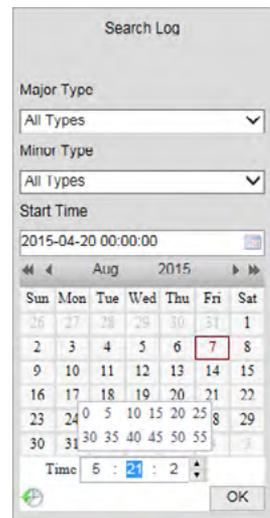 Search Log
Major Type
All Types
Minor Type
All Types
Start Time
2015-04-20 00:00:00
Aug 2015
Sun Mon Tue Wed Thu Fri Sat
26 27 28 29 30 31 1
2 3 4 5 6 7 8
9 10 11 12 13 14 15
16 17 18 19 20 21 22
0 5 10 15 20 25
23 24 8 29
30 35 40 45 50 55
30 31
Time 5 : 21 : 2
OK